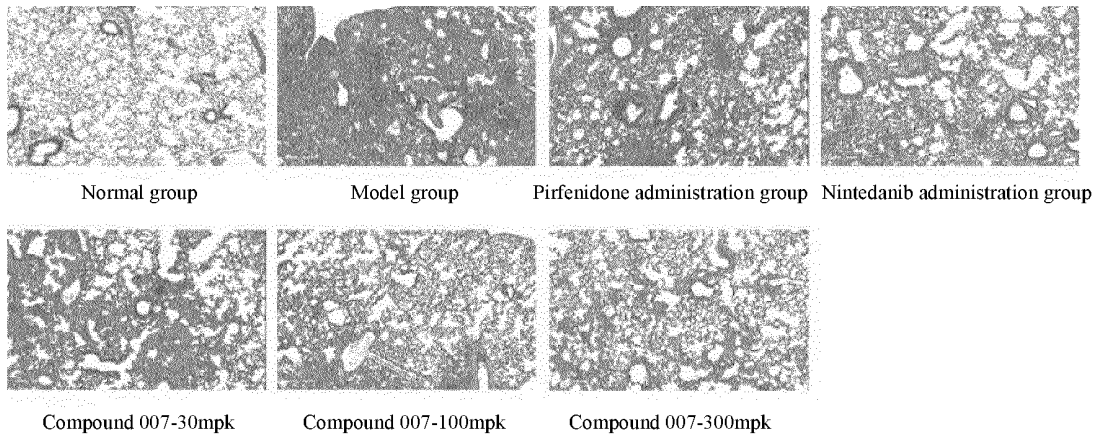 Normal group
Model group
Pirfenidone administration group
Nintedanib administration group
Compound 007-30mpk
Compound 007-100mpk
Compound 007-300mpk